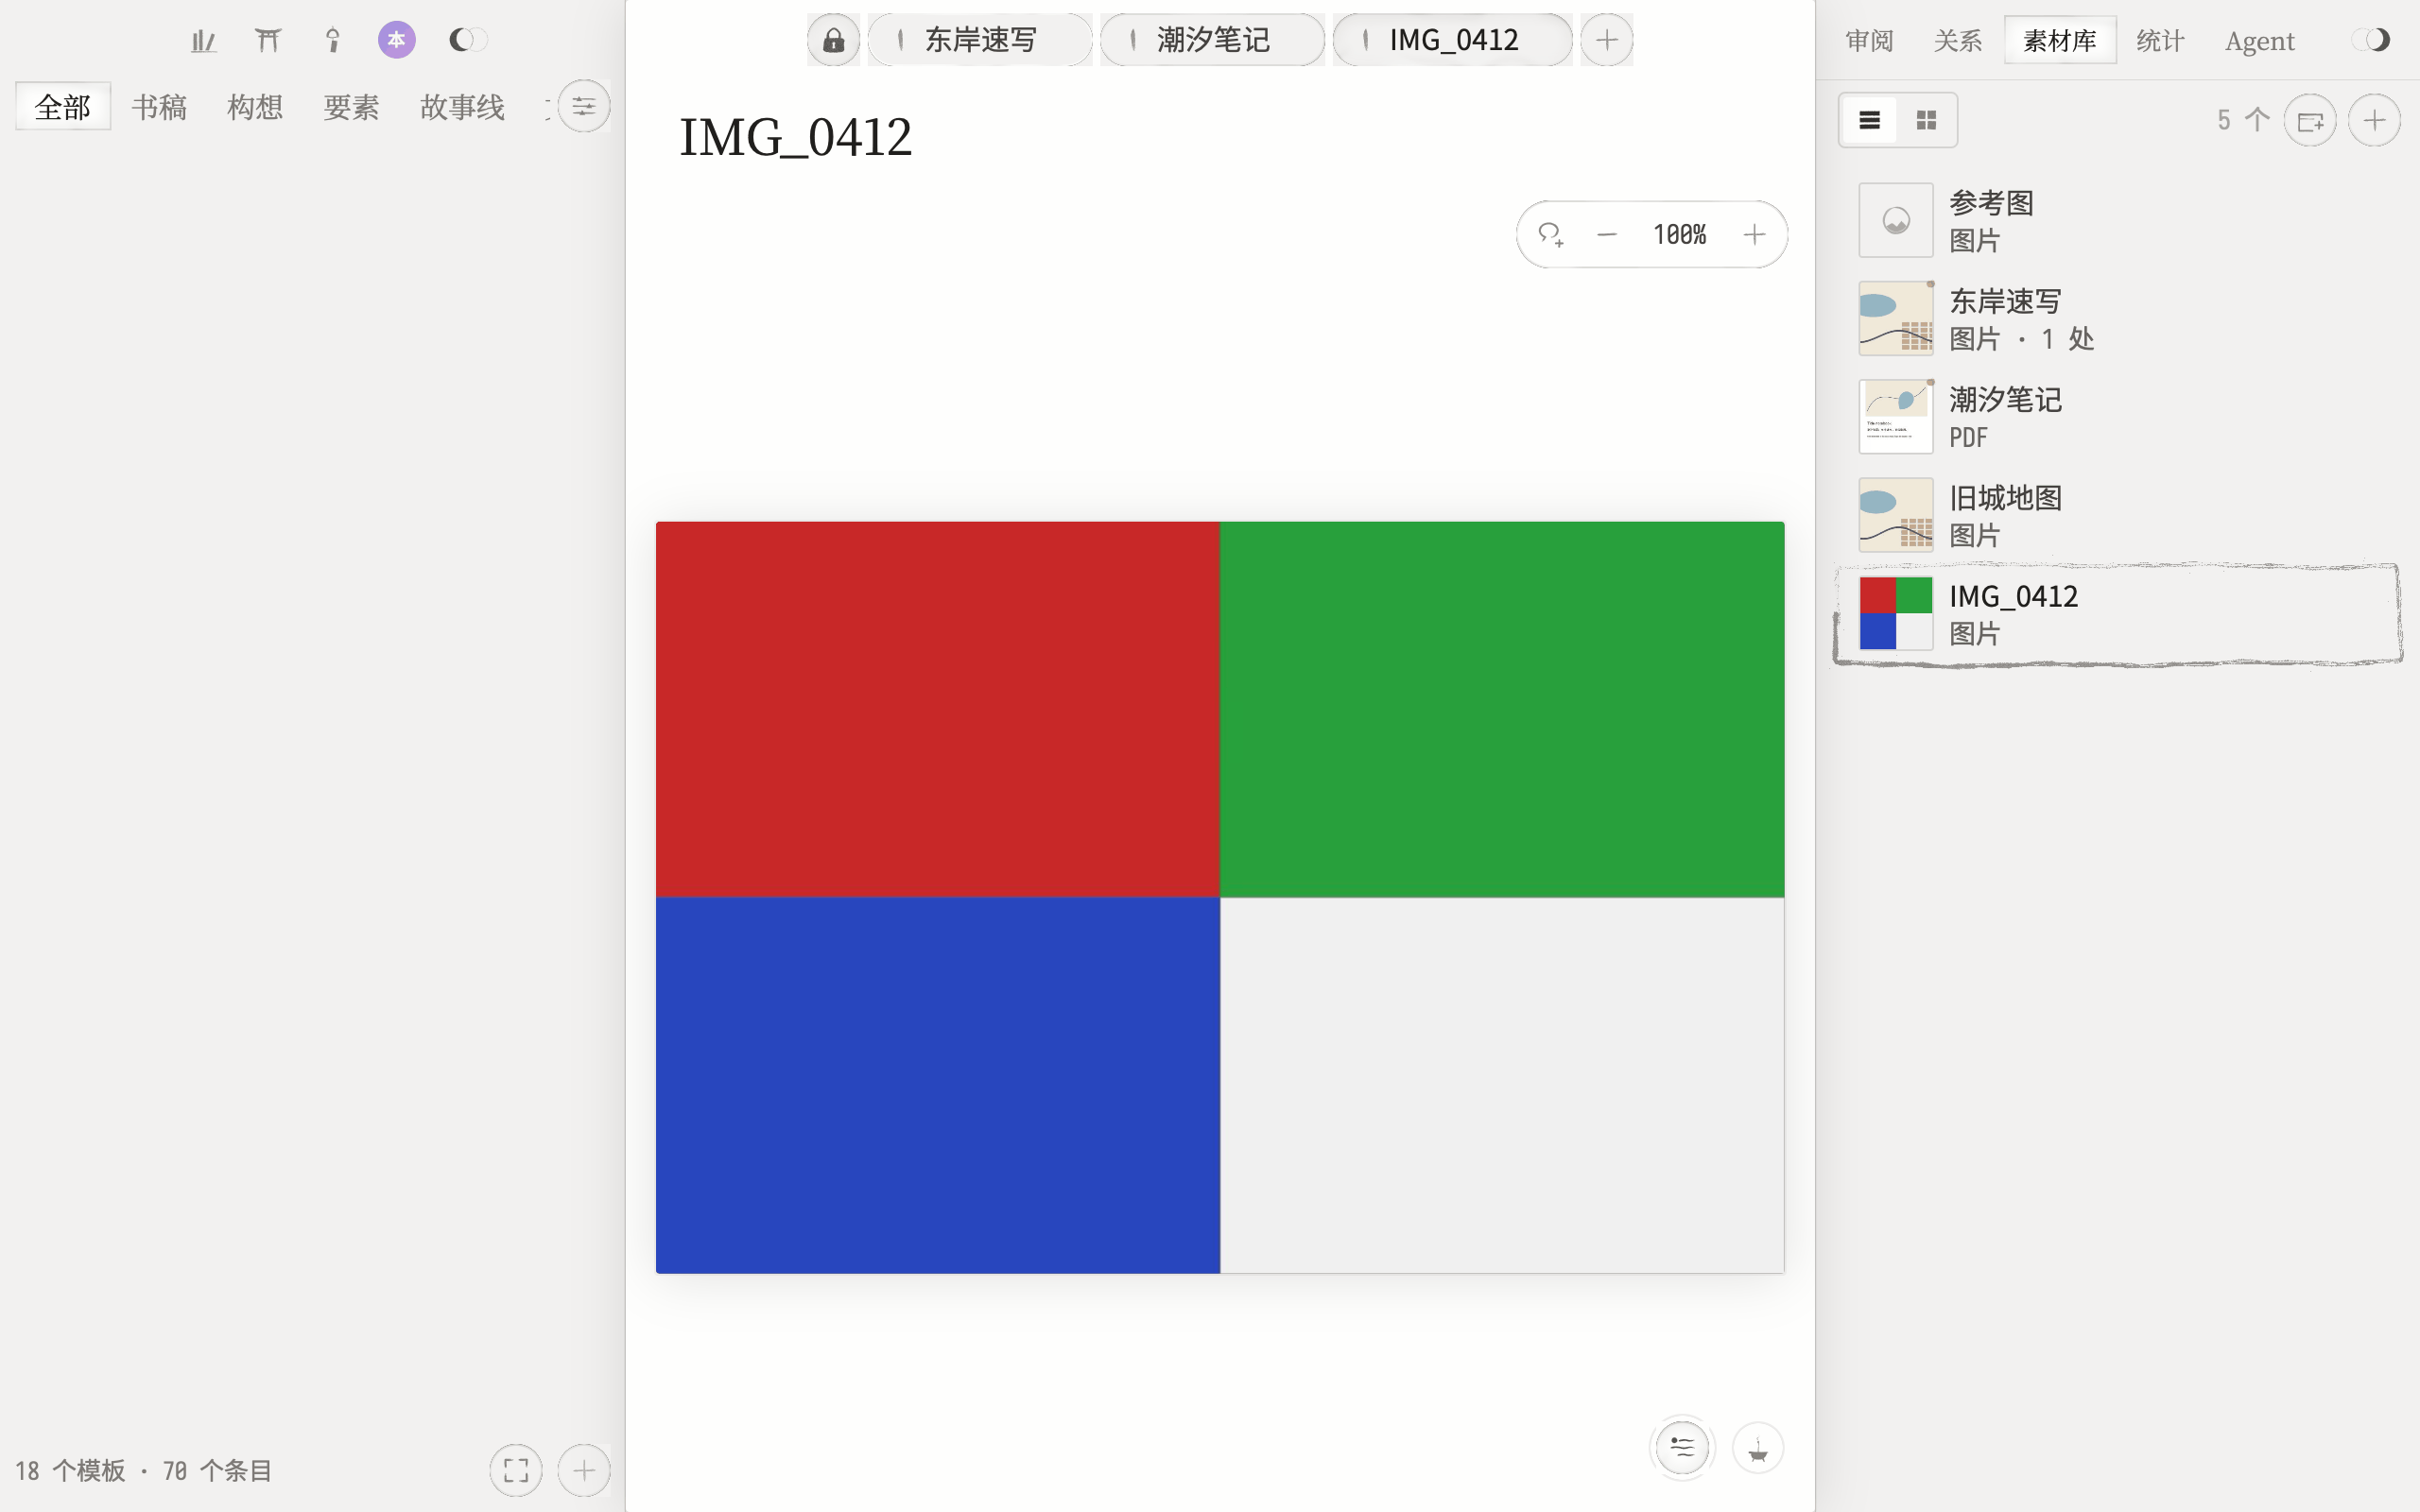 本
全部 书稿 构想 要素 故事线
18 个模板 · 70 个条目
东岸速写 潮汐笔记 IMG_0412
IMG_0412
100%
审阅 关系 素材库 统计 Agent
5 个
参考图
图片
东岸速写
图片 · 1 处
潮汐笔记
PDF
旧城地图
图片
IMG_0412
图片